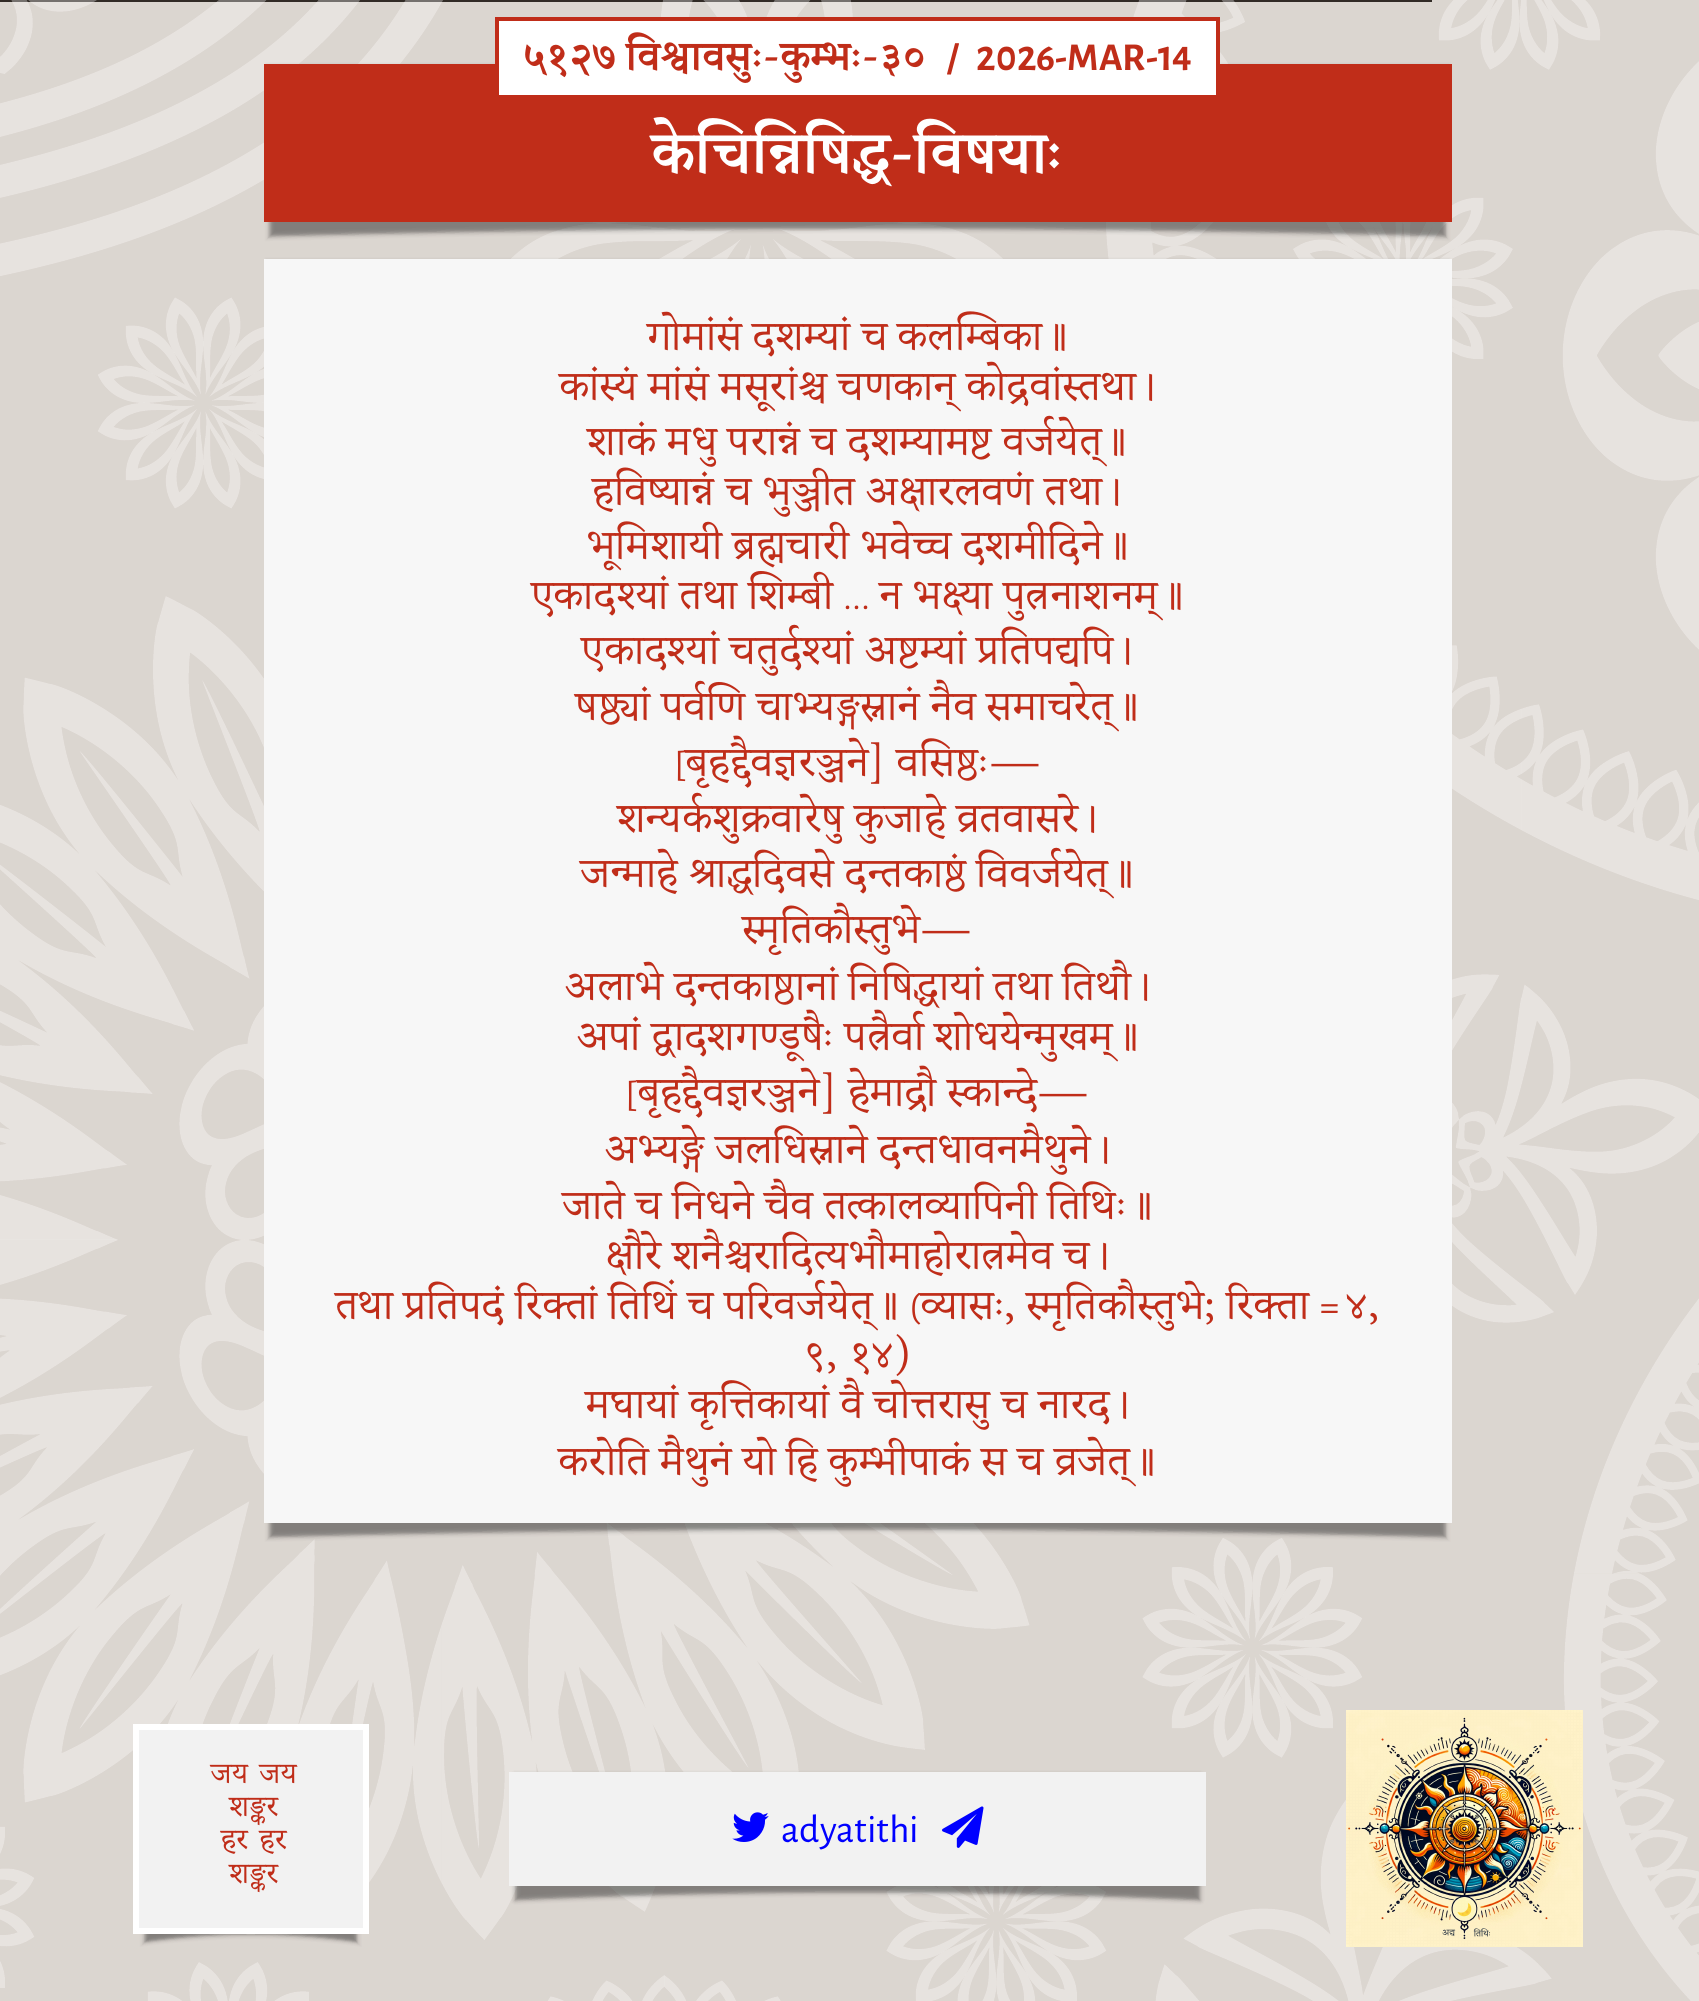 ५१२७ विश्वावसुः-कुम्भः-३० / 2026-MAR-14
केचिन्निषिद्ध-विषयाः
गोमांसं दशम्यां च कलम्बिका॥
कांस्यं मांसं मसूरांश्च चणकान् कोद्रवांस्तथा।
शाकं मधु परान्नं च दशम्यामष्ट वर्जयेत्॥
हविष्यान्नं च भुञ्जीत अक्षारलवणं तथा।
भूमिशायी ब्रह्मचारी भवेच्च दशमीदिने॥
एकादश्यां तथा शिम्बी … न भक्ष्या पुत्रनाशनम्॥
एकादश्यां चतुर्दश्यां अष्टम्यां प्रतिपद्यपि।
षष्ठ्यां पर्वणि चाभ्यङ्गस्नानं नैव समाचरेत्॥
[बृहद्दैवज्ञरञ्जने] वसिष्ठः—
शन्यर्कशुक्रवारेषु कुजाहे व्रतवासरे।
जन्माहे श्राद्धदिवसे दन्तकाष्ठं विवर्जयेत्॥
स्मृतिकौस्तुभे—
अलाभे दन्तकाष्ठानां निषिद्धायां तथा तिथौ।
अपां द्वादशगण्डूषैः पत्रैर्वा शोधयेन्मुखम्॥
[बृहद्दैवज्ञरञ्जने] हेमाद्रौ स्कान्दे—
अभ्यङ्गे जलधिस्नाने दन्तधावनमैथुने।
जाते च निधने चैव तत्कालव्यापिनी तिथिः॥
क्षौरे शनैश्चरादित्यभौमाहोरात्रमेव च।
तथा प्रतिपदं रिक्तां तिथिं च परिवर्जयेत्॥ (व्यासः, स्मृतिकौस्तुभे; रिक्ता = ४,
९, १४)
मघायां कृत्तिकायां वै चोत्तरासु च नारद।
करोति मैथुनं यो हि कुम्भीपाकं स च व्रजेत्॥
जय जय
शङ्कर
हर हर
शङ्कर
adyatithi
अद्य तिथिः